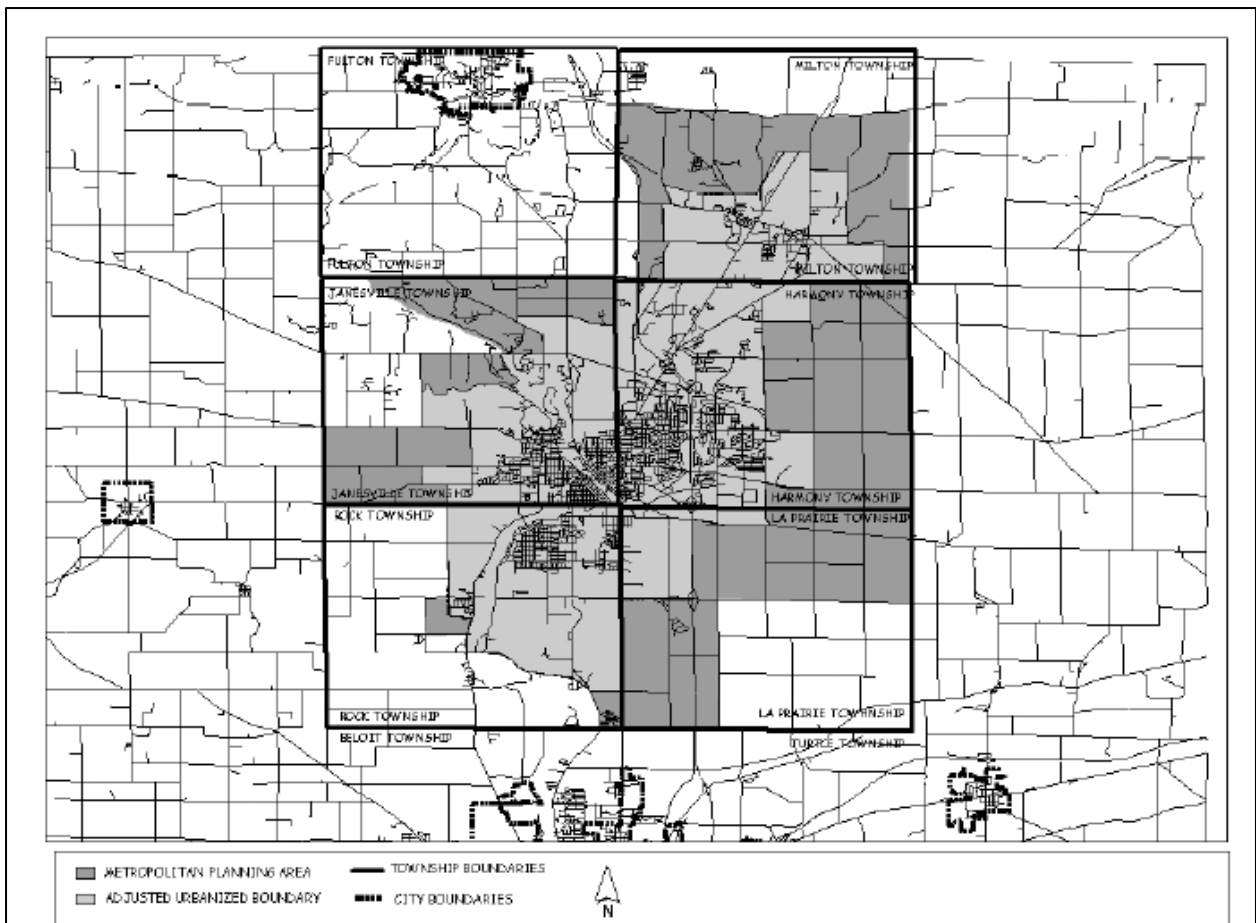 FULTON TOWNSHIP
MILTON TOWNSHIP
FULTON TOWNSHIP
MILTON TOWNSHIP
JANESVILLE TOWNSHIP
HARMONY TOWNSHIP
JANESVILLE TOWNSHIP
HARMONY TOWNSHIP
ROCK TOWNSHIP
LA PRAIRIE TOWNSHIP
ROCK TOWNSHIP
LA PRAIRIE TOWNSHIP
BELOIT TOWNSHIP
TURTLE TOWNSHIP
METROPOLITAN PLANNING AREA
TOWNSHIP BOUNDARIES
ADJUSTED URBANIZED BOUNDARY
CITY BOUNDARIES
N